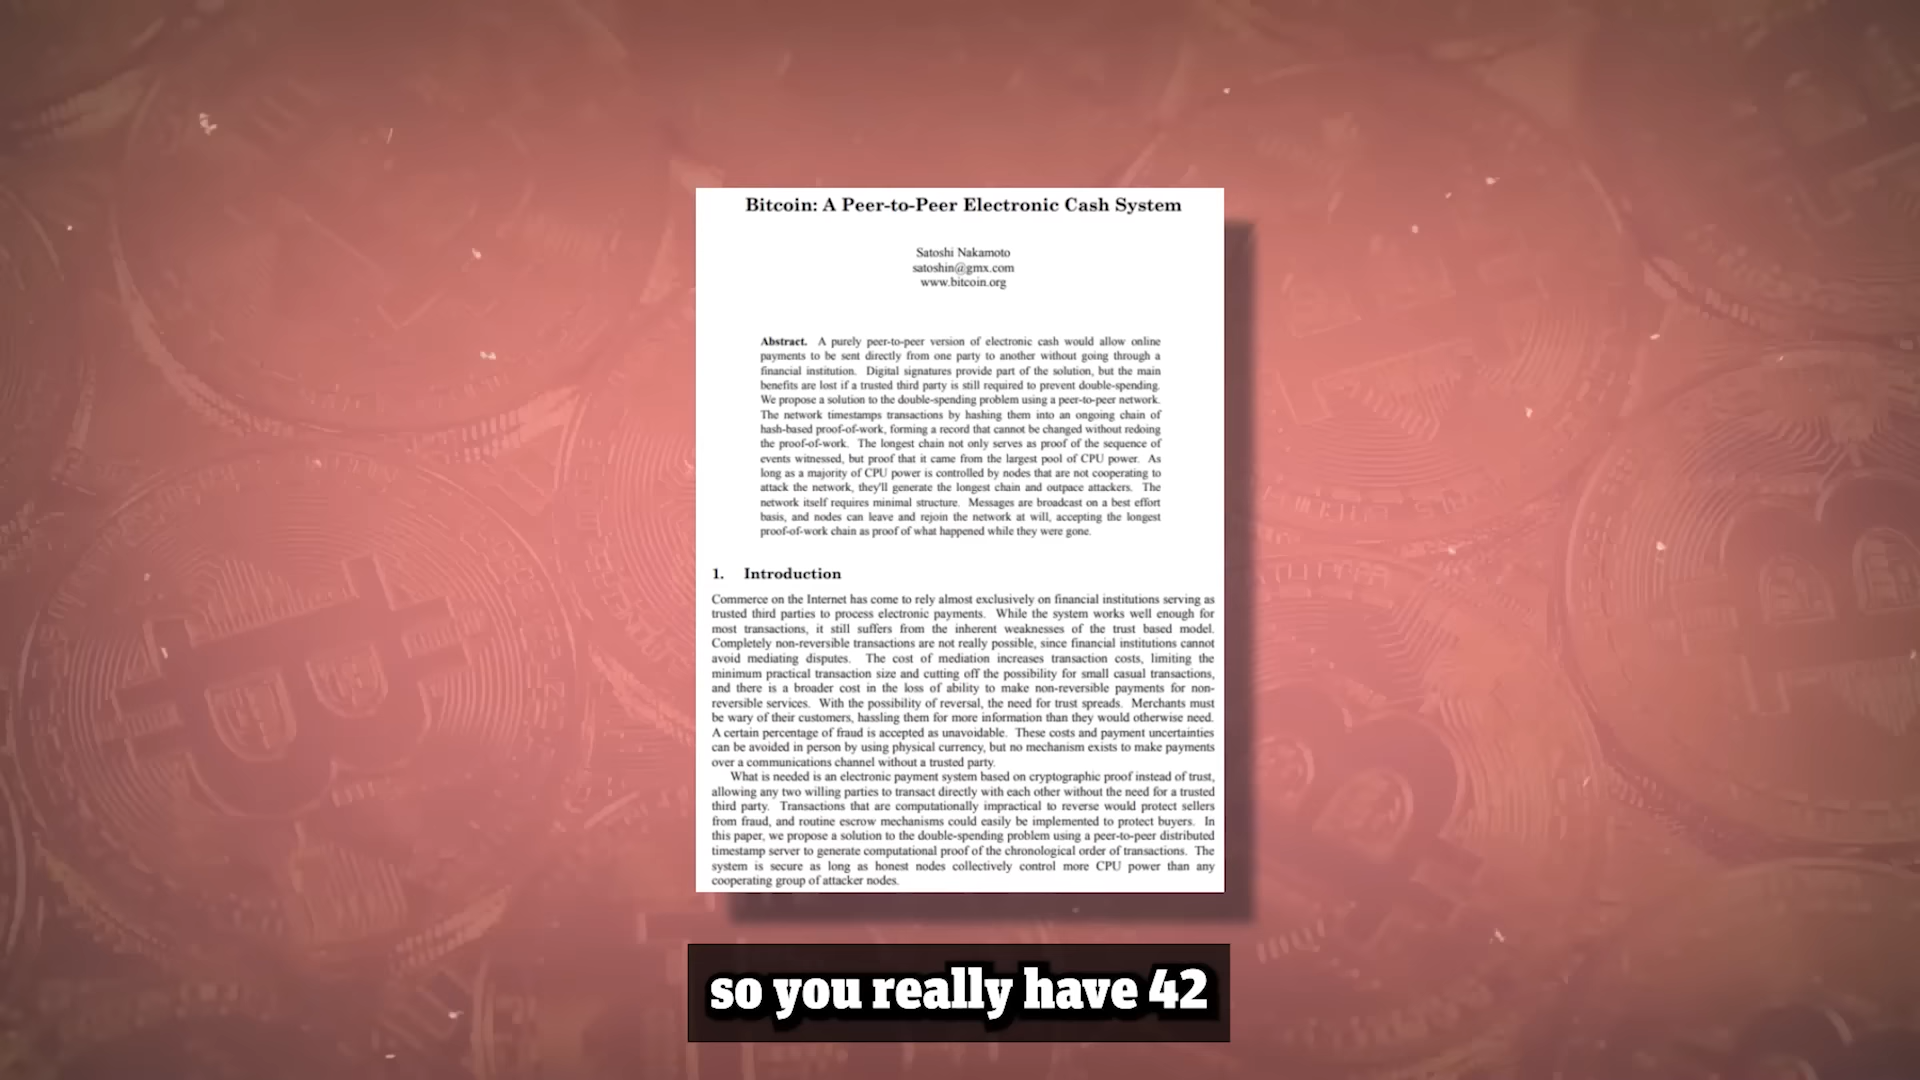 Bitcoin: A Peer-to-Peer Electronic Cash System
Satoshi Nakamoto
satoshin@gmx.com
www.bitcoin.org
Abstract. A purely peer-to-peer version of electronic cash would allow online
payments to be sent directly from one party to another without going through a
financial institution. Digital signatures provide part of the solution, but the main
benefits are lost if a trusted third party is still required to prevent double-spending.
We propose a solution to the double-spending problem using a peer-to-peer network.
The network timestamps transactions by hashing them into an ongoing chain of
hash-based proof-of-work, forming a record that cannot be changed without redoing
the proof-of-work. The longest chain not only serves as proof of the sequence of
events witnessed, but proof that it came from the largest pool of CPU power. As
long as a majority of CPU power is controlled by nodes that are not cooperating to
attack the network, they'll generate the longest chain and outpace attackers. The
network itself requires minimal structure. Messages are broadcast on a best effort
basis, and nodes can leave and rejoin the network at will, accepting the longest
proof-of-work chain as proof of what happened while they were gone.
1. Introduction
Commerce on the Internet has come to rely almost exclusively on financial institutions serving as
trusted third parties to process electronic payments. While the system works well enough for
most transactions, it still suffers from the inherent weaknesses of the trust based model.
Completely non-reversible transactions are not really possible, since financial institutions cannot
avoid mediating disputes. The cost of mediation increases transaction costs, limiting the
minimum practical transaction size and cutting off the possibility for small casual transactions,
and there is a broader cost in the loss of ability to make non-reversible payments for non-
reversible services. With the possibility of reversal, the need for trust spreads. Merchants must
be wary of their customers, hassling them for more information than they would otherwise need.
A certain percentage of fraud is accepted as unavoidable. These costs and payment uncertainties
can be avoided in person by using physical currency, but no mechanism exists to make payments
over a communications channel without a trusted party.
What is needed is an electronic payment system based on cryptographic proof instead of trust,
allowing any two willing parties to transact directly with each other without the need for a trusted
third party. Transactions that are computationally impractical to reverse would protect sellers
from fraud, and routine escrow mechanisms could easily be implemented to protect buyers. In
this paper, we propose a solution to the double-spending problem using a peer-to-peer distributed
timestamp server to generate computational proof of the chronological order of transactions. The
system is secure as long as honest nodes collectively control more CPU power than any
cooperating group of attacker nodes.
so you really have 42